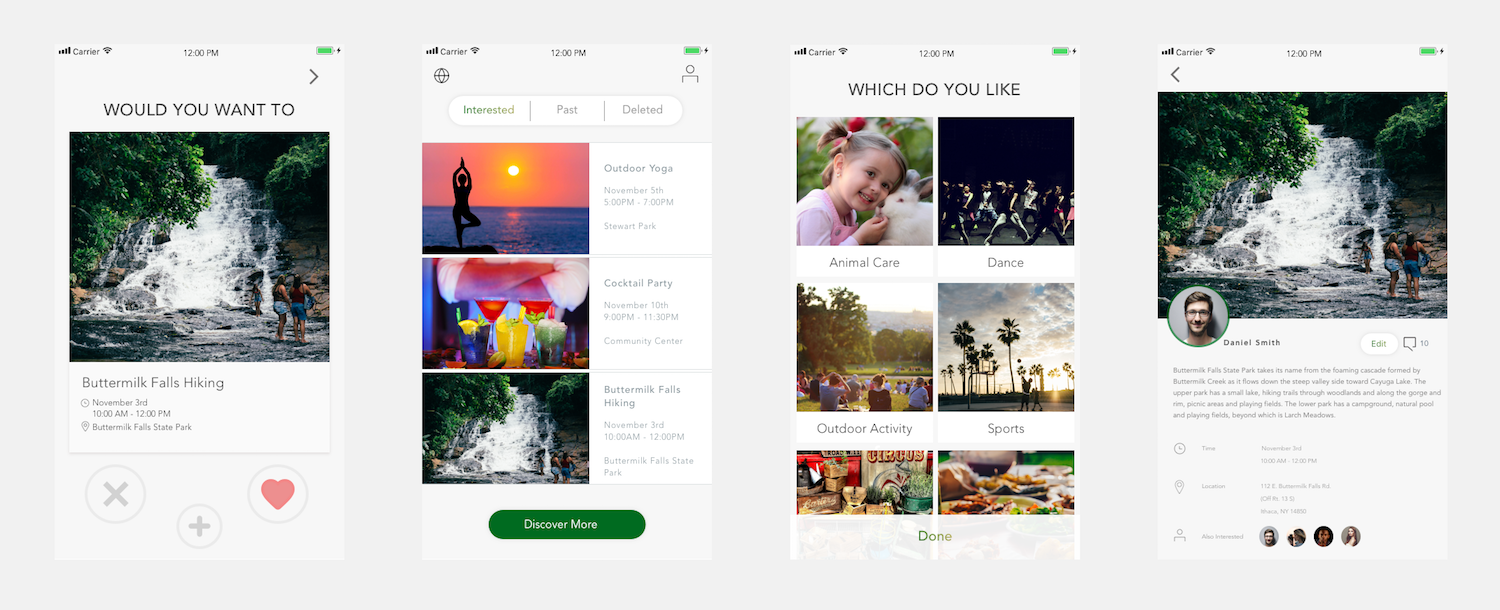 Carrier
12:00 PM
WOULD YOU WANT TO
Buttermilk Falls Hiking
November 3rd
10:00 AM - 12:00 PM
Buttermilk Falls State Park
Carrier
12:00 PM
Interested
Past
Deleted
Outdoor Yoga
November 5th
5:00PM - 7:00PM
Stewart Park
Cocktail Party
November 10th
9:00PM - 11:30PM
Community Center
Buttermilk Falls
Hiking
November 3rd
10:00AM - 12:00PM
Buttermilk Falls State
Park
Discover More
Carrier
12:00 PM
WHICH DO YOU LIKE
Animal Care
Dance
Outdoor Activity
Sports
CIRCUS
Done
Carrier
12:00 PM
Daniel Smith
Edit
10
Buttermilk Falls State Park takes its name from the foaming cascade formed by
Buttermilk Creek as it flows down the steep valley side toward Cayuga Lake. The
upper park has a small lake, hiking trails through woodlands and along the gorge and
rim, picnic areas and playing fields. The lower park has a campground, natural pool
and playing fields, beyond which is Larch Meadows.
Time
November 3rd
10:00 AM - 12:00 PM
Location
112 E. Buttermilk Falls Rd.
(Off Rt. 13 S)
Ithaca, NY 14850
Also Interested